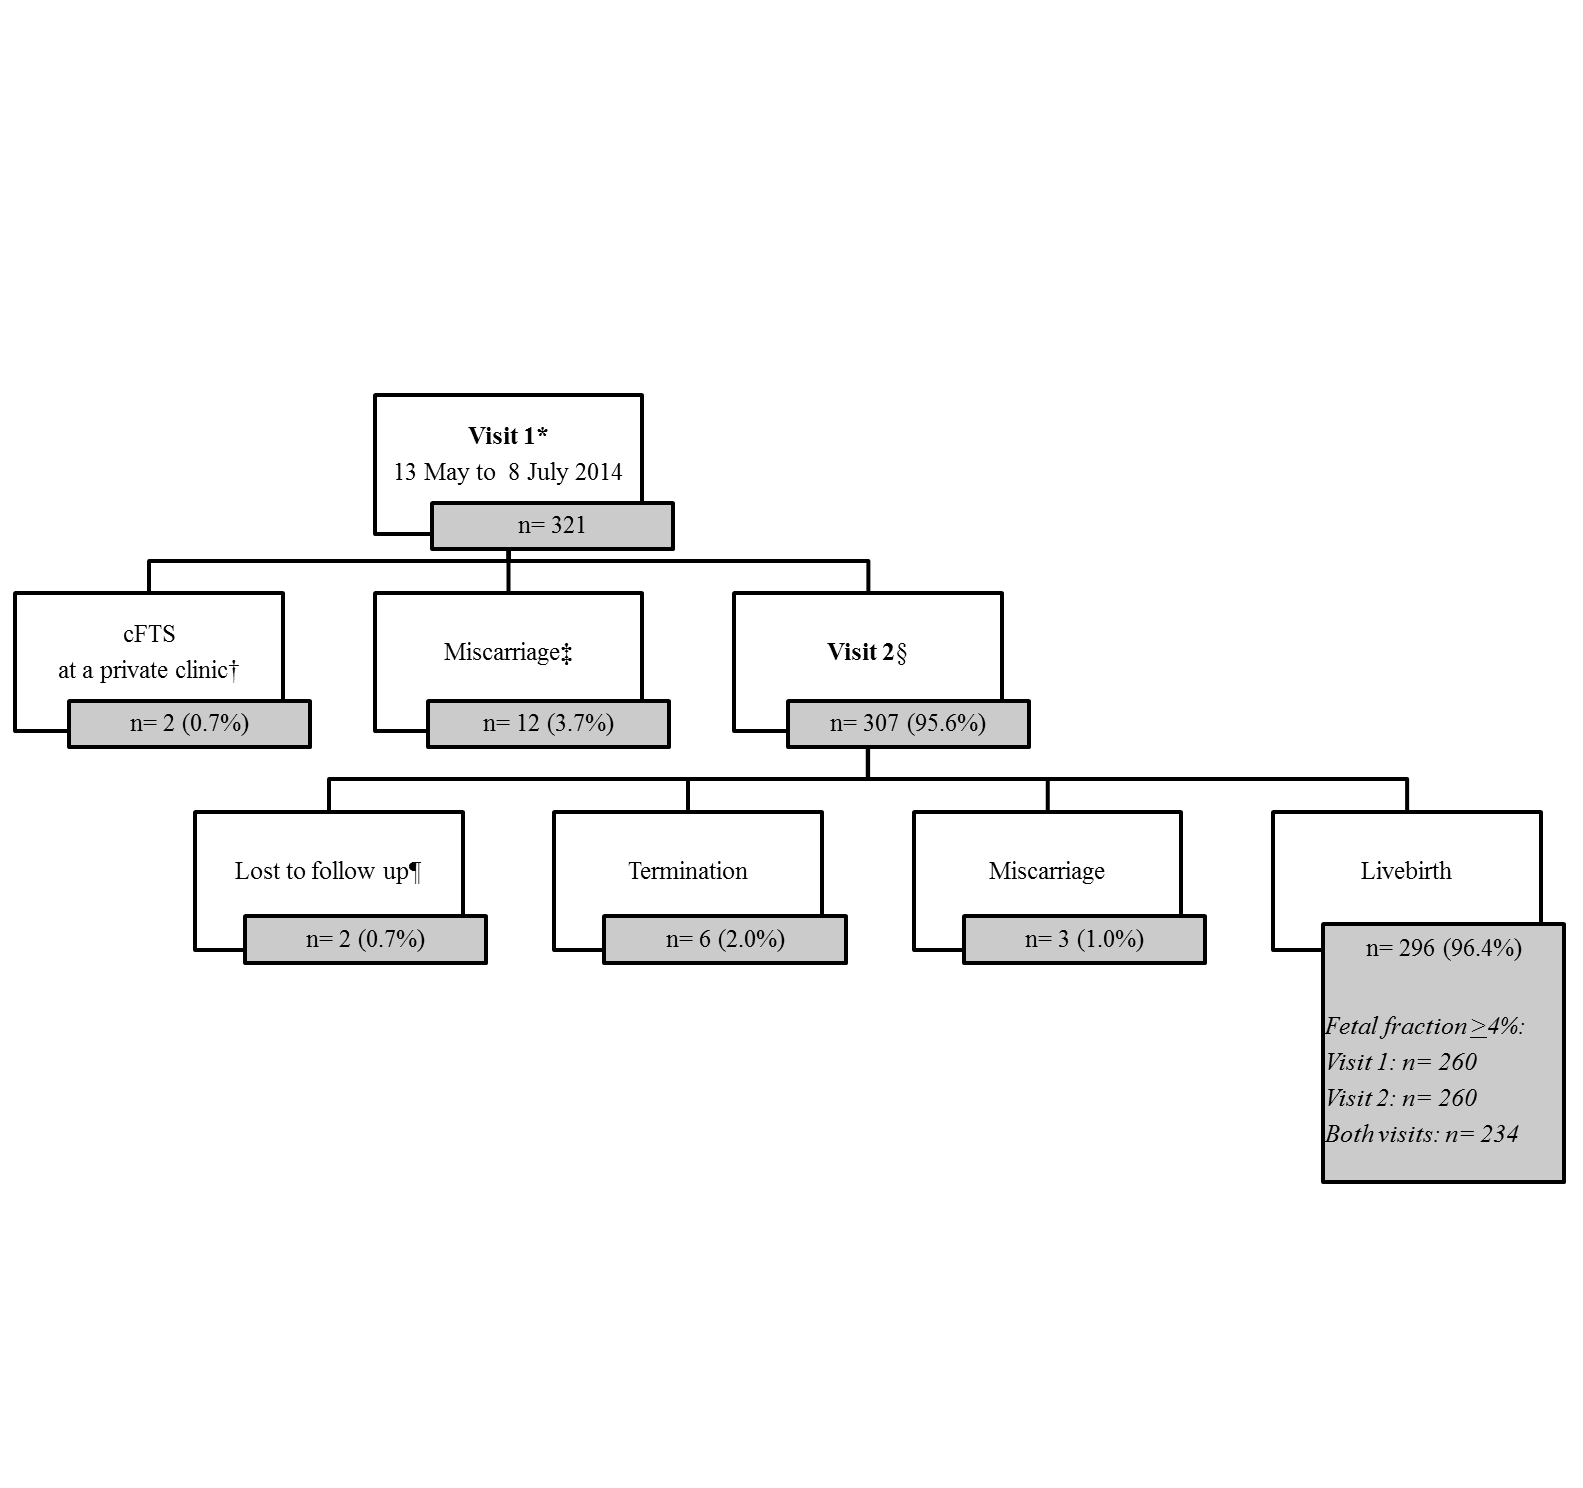 Visit 1*
13 May to  8 July 2014
n= 321
cFTS
at a private clinic†
n= 2 (0.7%)
Miscarriage‡
n= 12 (3.7%)
Visit 2§
n= 307 (95.6%)
Lost to follow up¶
n= 2 (0.7%)
Termination
n= 6 (2.0%)
Miscarriage
n= 3 (1.0%)
Livebirth
n= 296 (96.4%)
Fetal fraction ≥4%:
Visit 1: n= 260
Visit 2: n= 260
Both visits: n= 234